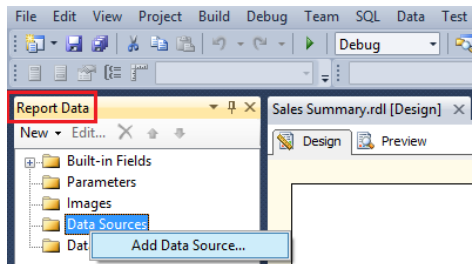 File Edit View Project Build Debug Team SQL Data Test
Debug
Report Data
Sales Summary.rdl [Design]
New Edit...
Design Preview
Built-in Fields
Parameters
Images
Data Sources
Dat
Add Data Source...